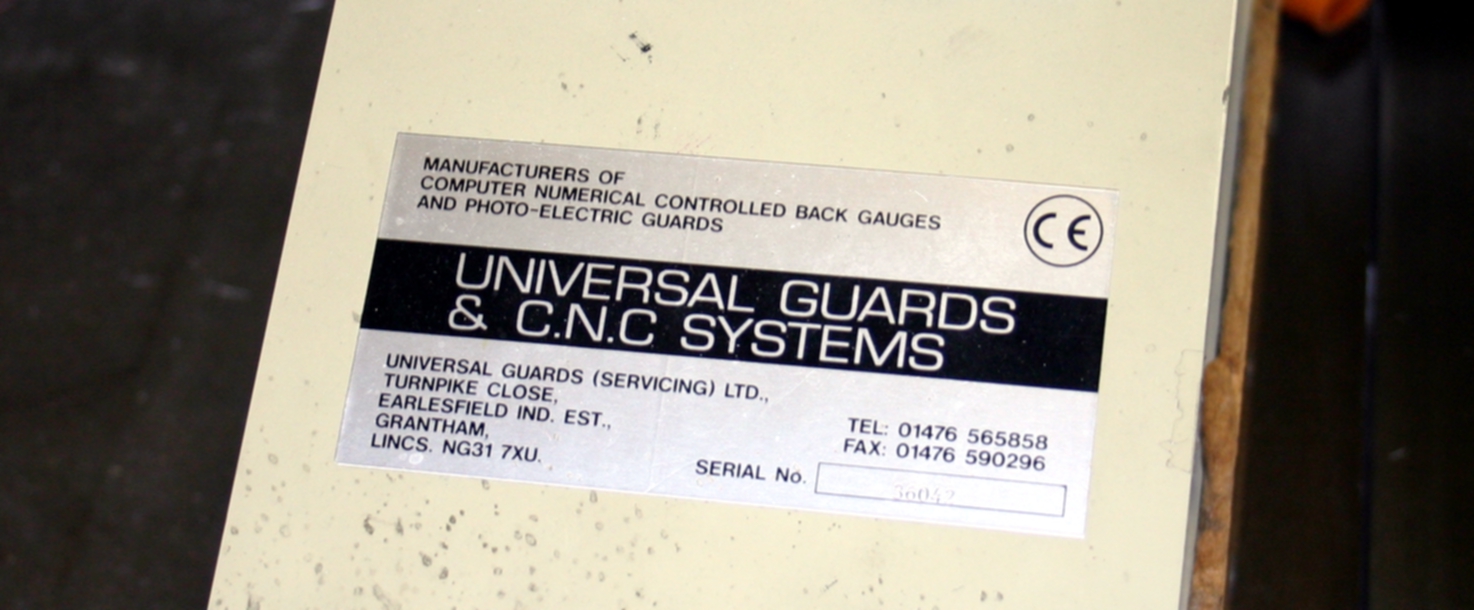 MANUFACTURERS OF
COMPUTER NUMERICAL CONTROLLED BACK GAUGES
AND PHOTO-ELECTRIC GUARDS
CE
UNIVERSAL GUARDS
& C.N.C SYSTEMS
UNIVERSAL GUARDS (SERVICING) LTD.,
TURNPIKE CLOSE,
EARLESFIELD IND. EST.,
GRANTHAM,
LINCS. NG31 7XU.
TEL: 01476 565858
FAX: 01476 590296
SERIAL No.